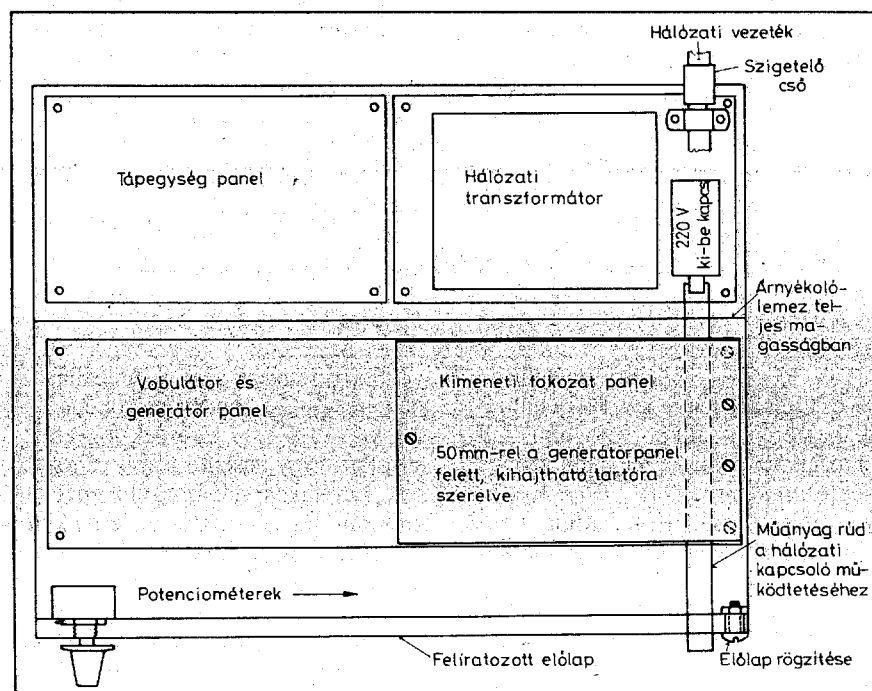 Hálózati vezeték
Szigetelő
cső
Tápegység panel
Hálózati
transzformátor
220 V
ki-be kapcs
Árnyékoló-
lemez tel-
jes ma-
gasságban
Vobulátor és
generátor panel
Kimeneti fokozat panel
50mm-rel a generátorpanel
felett, kihajtható tartóra
szerelve
Műanyag rúd
a hálózati
kapcsoló mű-
ködtetéséhez
Potenciométerek
Feliratozott előlap
Előlap rögzítése